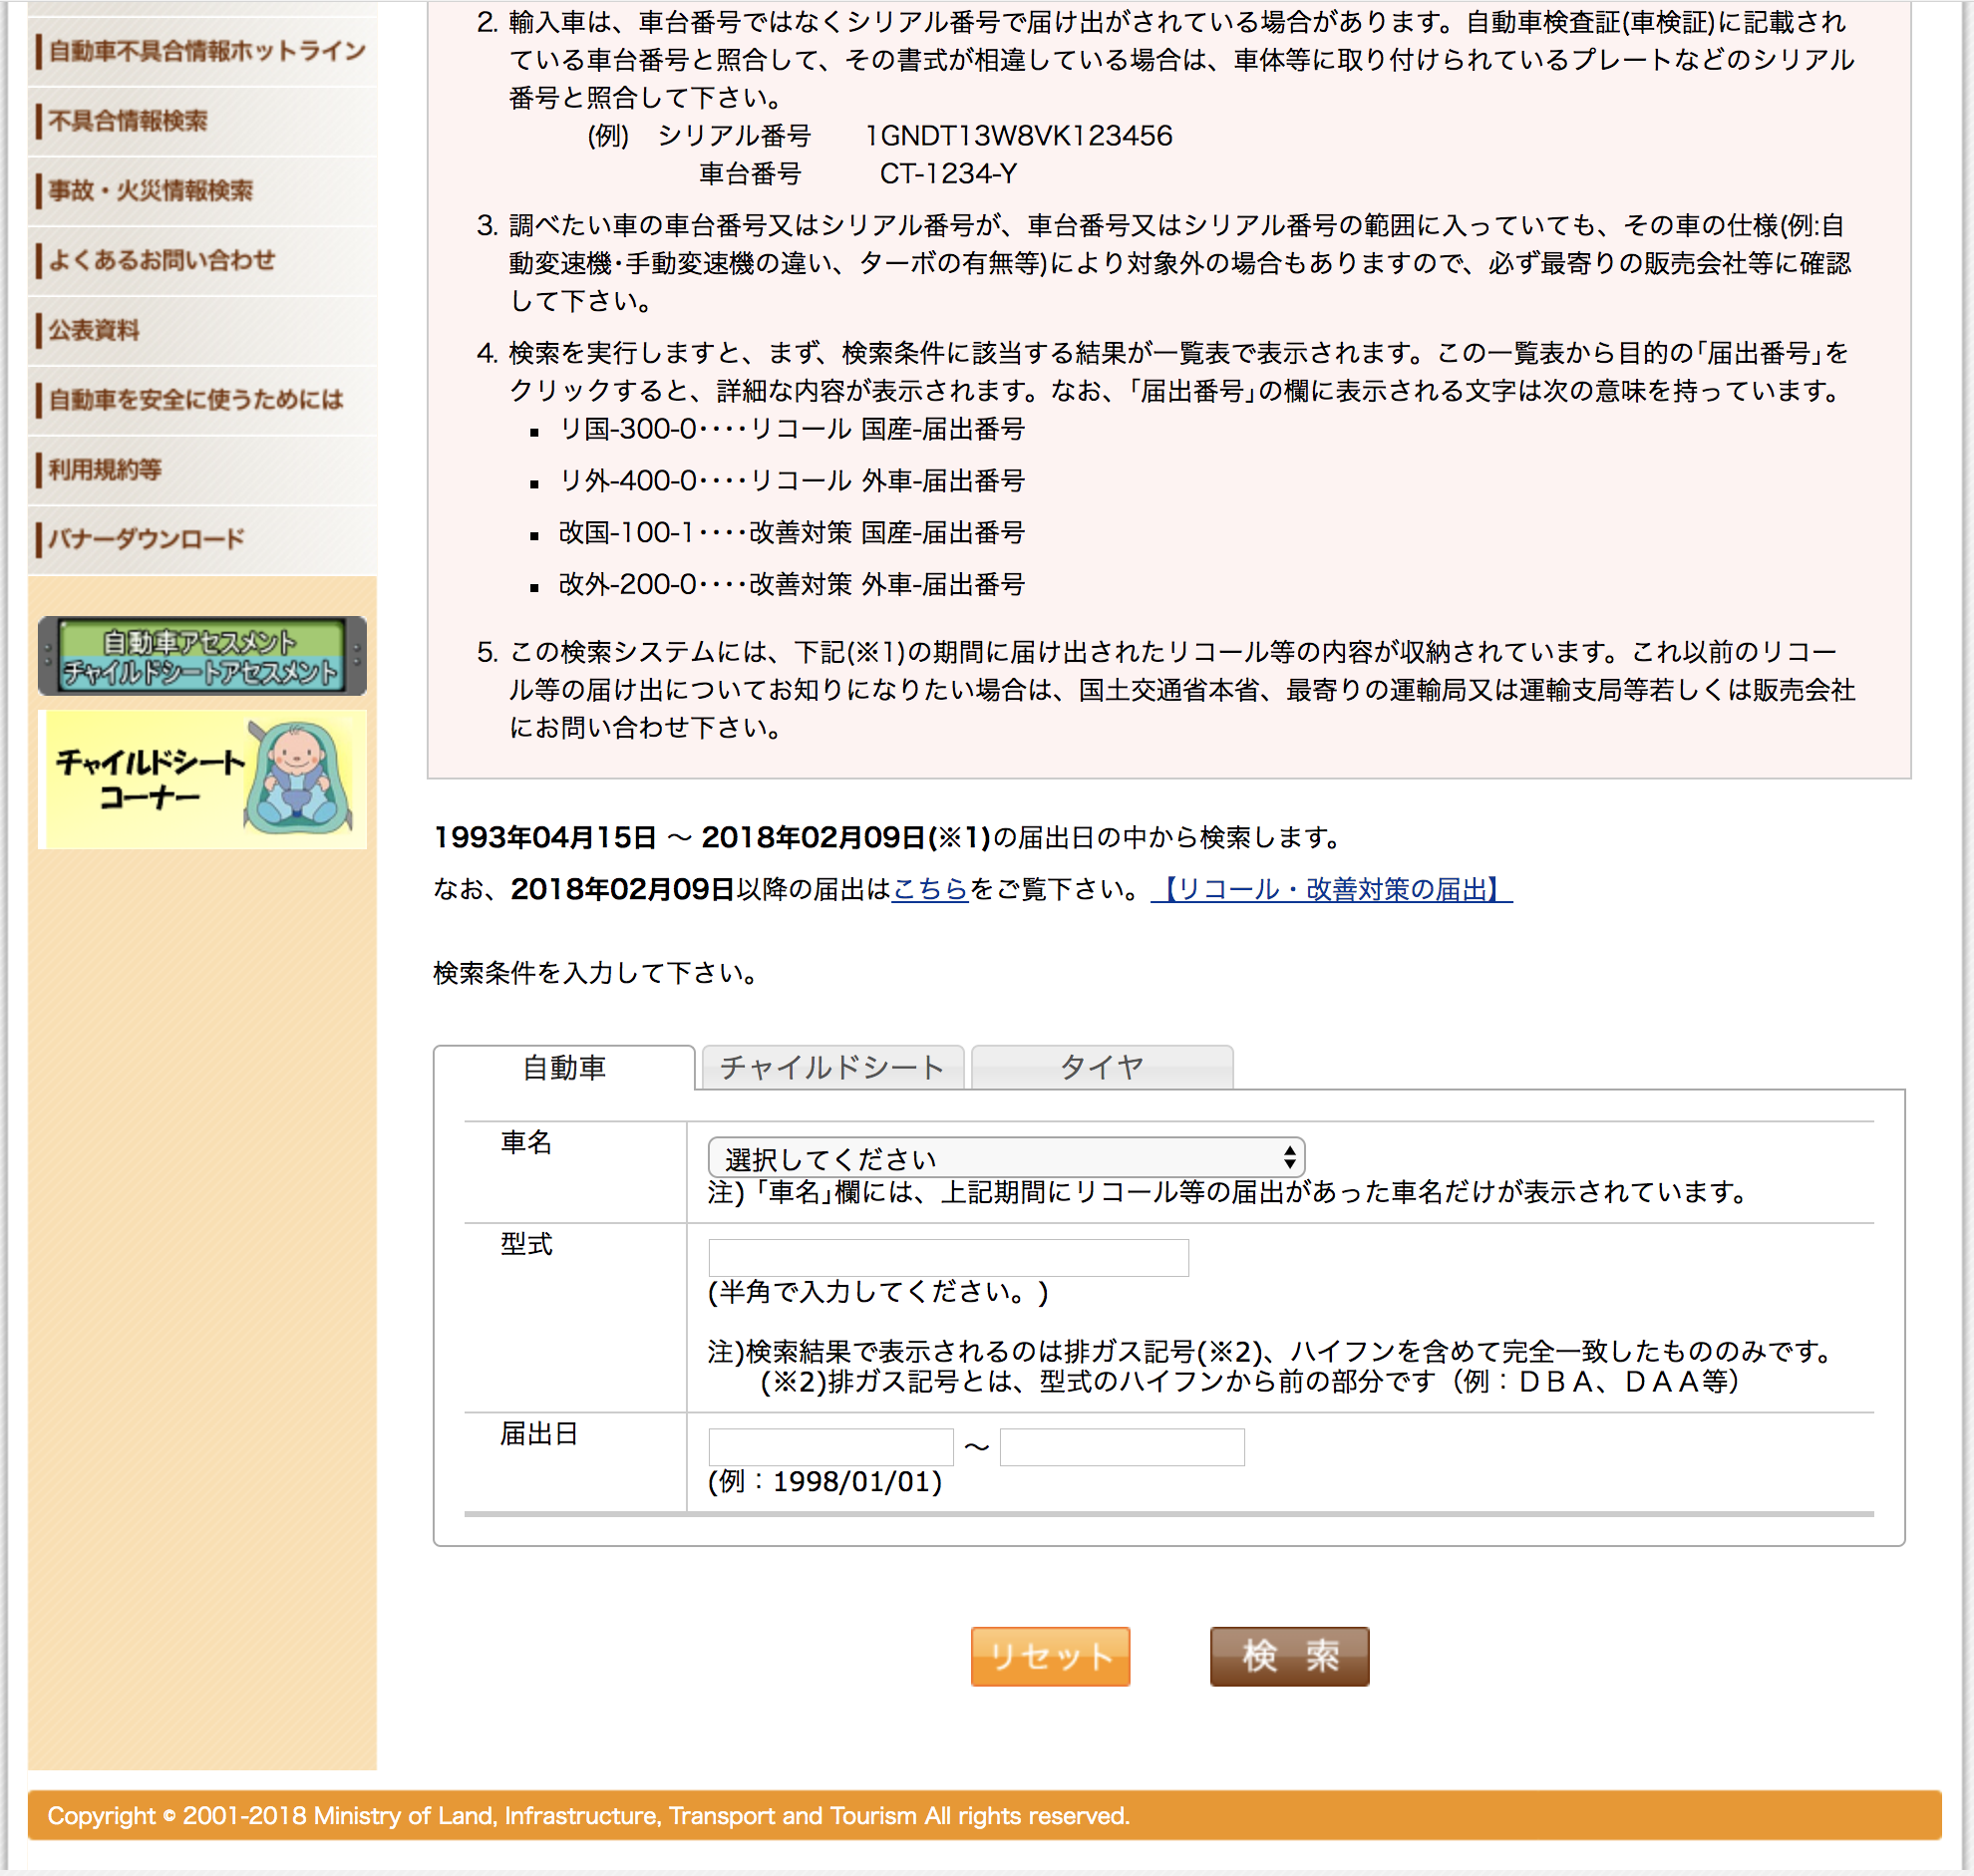 自動車不具合情報ホットライン
不具合情報検索
事故・火災情報検索
よくあるお問い合わせ
公表資料
自動車を安全に使うためには
利用規約等
バナーダウンロード
自動車アセスメント
チャイルドシートアセスメント
チャイルドシート
コーナー
2. 輸入車は、車台番号ではなくシリアル番号で届け出がされている場合があります。自動車検査証(車検証)に記載され
ている車台番号と照合して、その書式が相違している場合は、車体等に取り付けられているプレートなどのシリアル
番号と照合して下さい。
(例) シリアル番号 1GNDT13W8VK123456
車台番号 CT-1234-Y
3. 調べたい車の車台番号又はシリアル番号が、車台番号又はシリアル番号の範囲に入っていても、その車の仕様(例:自
動変速機･手動変速機の違い、ターボの有無等)により対象外の場合もありますので、必ず最寄りの販売会社等に確認
して下さい。
4. 検索を実行しますと、まず、検索条件に該当する結果が一覧表で表示されます。この一覧表から目的の｢届出番号｣を
クリックすると、詳細な内容が表示されます。なお、｢届出番号｣の欄に表示される文字は次の意味を持っています。
▪ リ国-300-0････リコール 国産-届出番号
▪ リ外-400-0････リコール 外車-届出番号
▪ 改国-100-1････改善対策 国産-届出番号
▪ 改外-200-0････改善対策 外車-届出番号
5. この検索システムには、下記(※1)の期間に届け出されたリコール等の内容が収納されています。これ以前のリコー
ル等の届け出についてお知りになりたい場合は、国土交通省本省、最寄りの運輸局又は運輸支局等若しくは販売会社
にお問い合わせ下さい。
1993年04月15日 ～ 2018年02月09日(※1)の届出日の中から検索します。
なお、2018年02月09日以降の届出はこちらをご覧下さい。【リコール・改善対策の届出】
検索条件を入力して下さい。
自動車 チャイルドシート タイヤ
車名 選択してください
注)｢車名｣欄には、上記期間にリコール等の届出があった車名だけが表示されています。
型式
(半角で入力してください。)
注)検索結果で表示されるのは排ガス記号(※2)、ハイフンを含めて完全一致したもののみです。
(※2)排ガス記号とは、型式のハイフンから前の部分です（例：ＤＢＡ、ＤＡＡ等）
届出日 ～
(例：1998/01/01)
リセット 検 索
Copyright © 2001-2018 Ministry of Land, Infrastructure, Transport and Tourism All rights reserved.